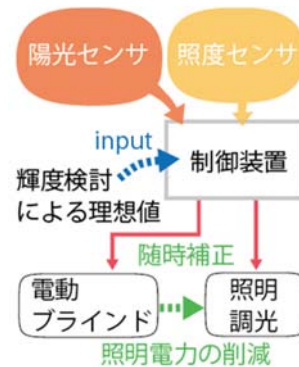 陽光センサ
照度センサ
input
制御装置
輝度検討
による理想値
随時補正
電動
ブラインド
照明
調光
照明電力の削減